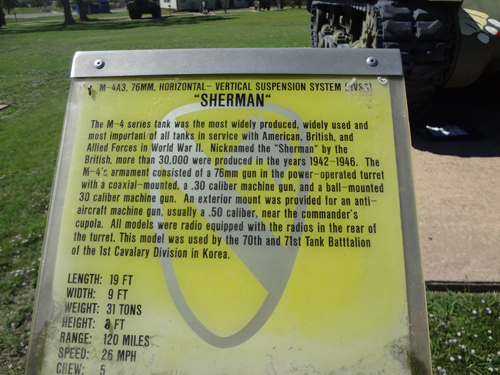 M-4A3, 76MM, HORIZONTAL- VERTICAL SUSPENSION SYSTEM (HVSS)
"SHERMAN"
The M-4 series tank was the most widely produced, widely used and
most important of all tanks in service with American, British, and
Allied Forces in World War II. Nicknamed the "Sherman" by the
British, more than 30,000 were produced in the years 1942-1946. The
M-4's armament consisted of a 76mm gun in the power-operated turret
with a coaxial-mounted, a .30 caliber machine gun, and a ball-mounted
30 caliber machine gun. An exterior mount was provided for an anti-
aircraft machine gun, usually a .50 caliber, near the commander's
cupola. All models were radio equipped with the radios in the rear of
the turret. This model was used by the 70th and 71st Tank Batttalion
of the 1st Cavalary Division in Korea.
LENGTH: 19 FT
WIDTH: 9 FT
WEIGHT: 31 TONS
HEIGHT: 8 FT
RANGE: 120 MILES
SPEED: 26 MPH
CREW: 5